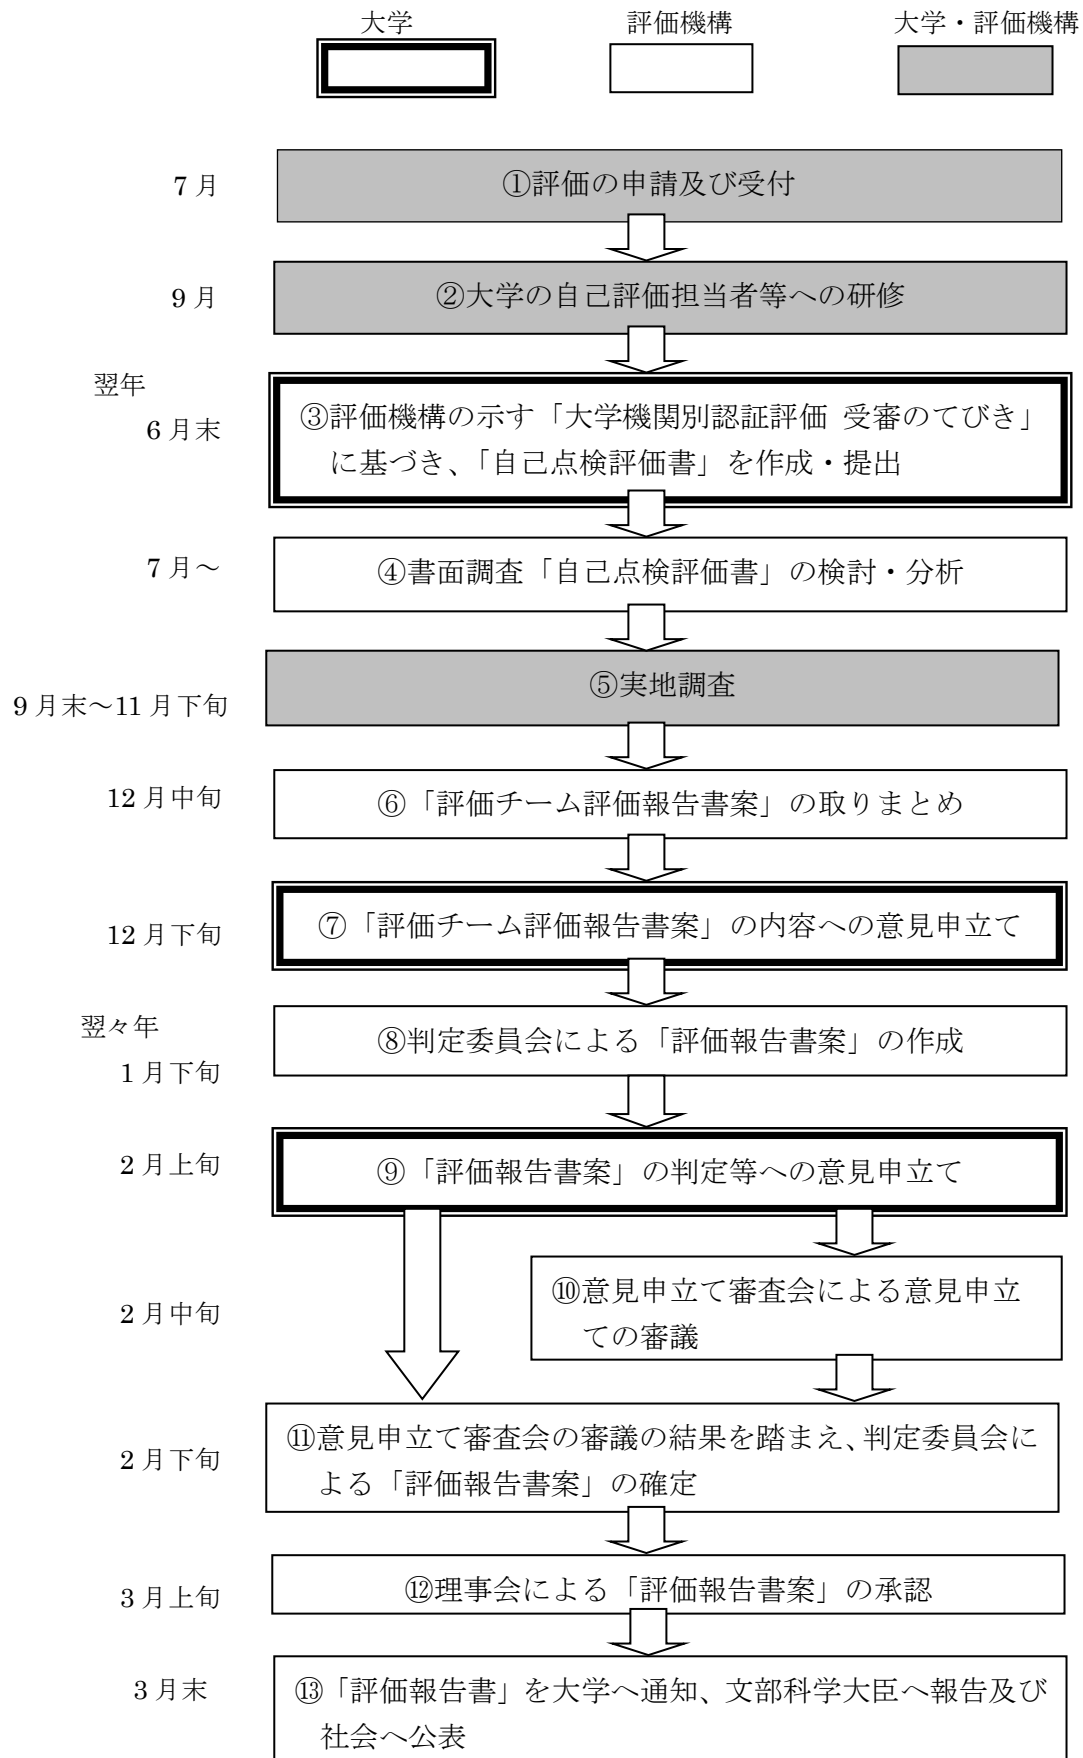 大学
評価機構
大学・評価機構
7月
①評価の申請及び受付
9月
②大学の自己評価担当者等への研修
翌年
6月末
③評価機構の示す「大学機関別認証評価 受審のてびき」
に基づき、「自己点検評価書」を作成・提出
7月～
④書面調査「自己点検評価書」の検討・分析
9月末～11月下旬
⑤実地調査
12月中旬
⑥「評価チーム評価報告書案」の取りまとめ
12月下旬
⑦「評価チーム評価報告書案」の内容への意見申立て
翌々年
1月下旬
⑧判定委員会による「評価報告書案」の作成
2月上旬
⑨「評価報告書案」の判定等への意見申立て
2月中旬
⑩意見申立て審査会による意見申立
ての審議
2月下旬
⑪意見申立て審査会の審議の結果を踏まえ、判定委員会に
よる「評価報告書案」の確定
3月上旬
⑫理事会による「評価報告書案」の承認
3月末
⑬「評価報告書」を大学へ通知、文部科学大臣へ報告及び
社会へ公表